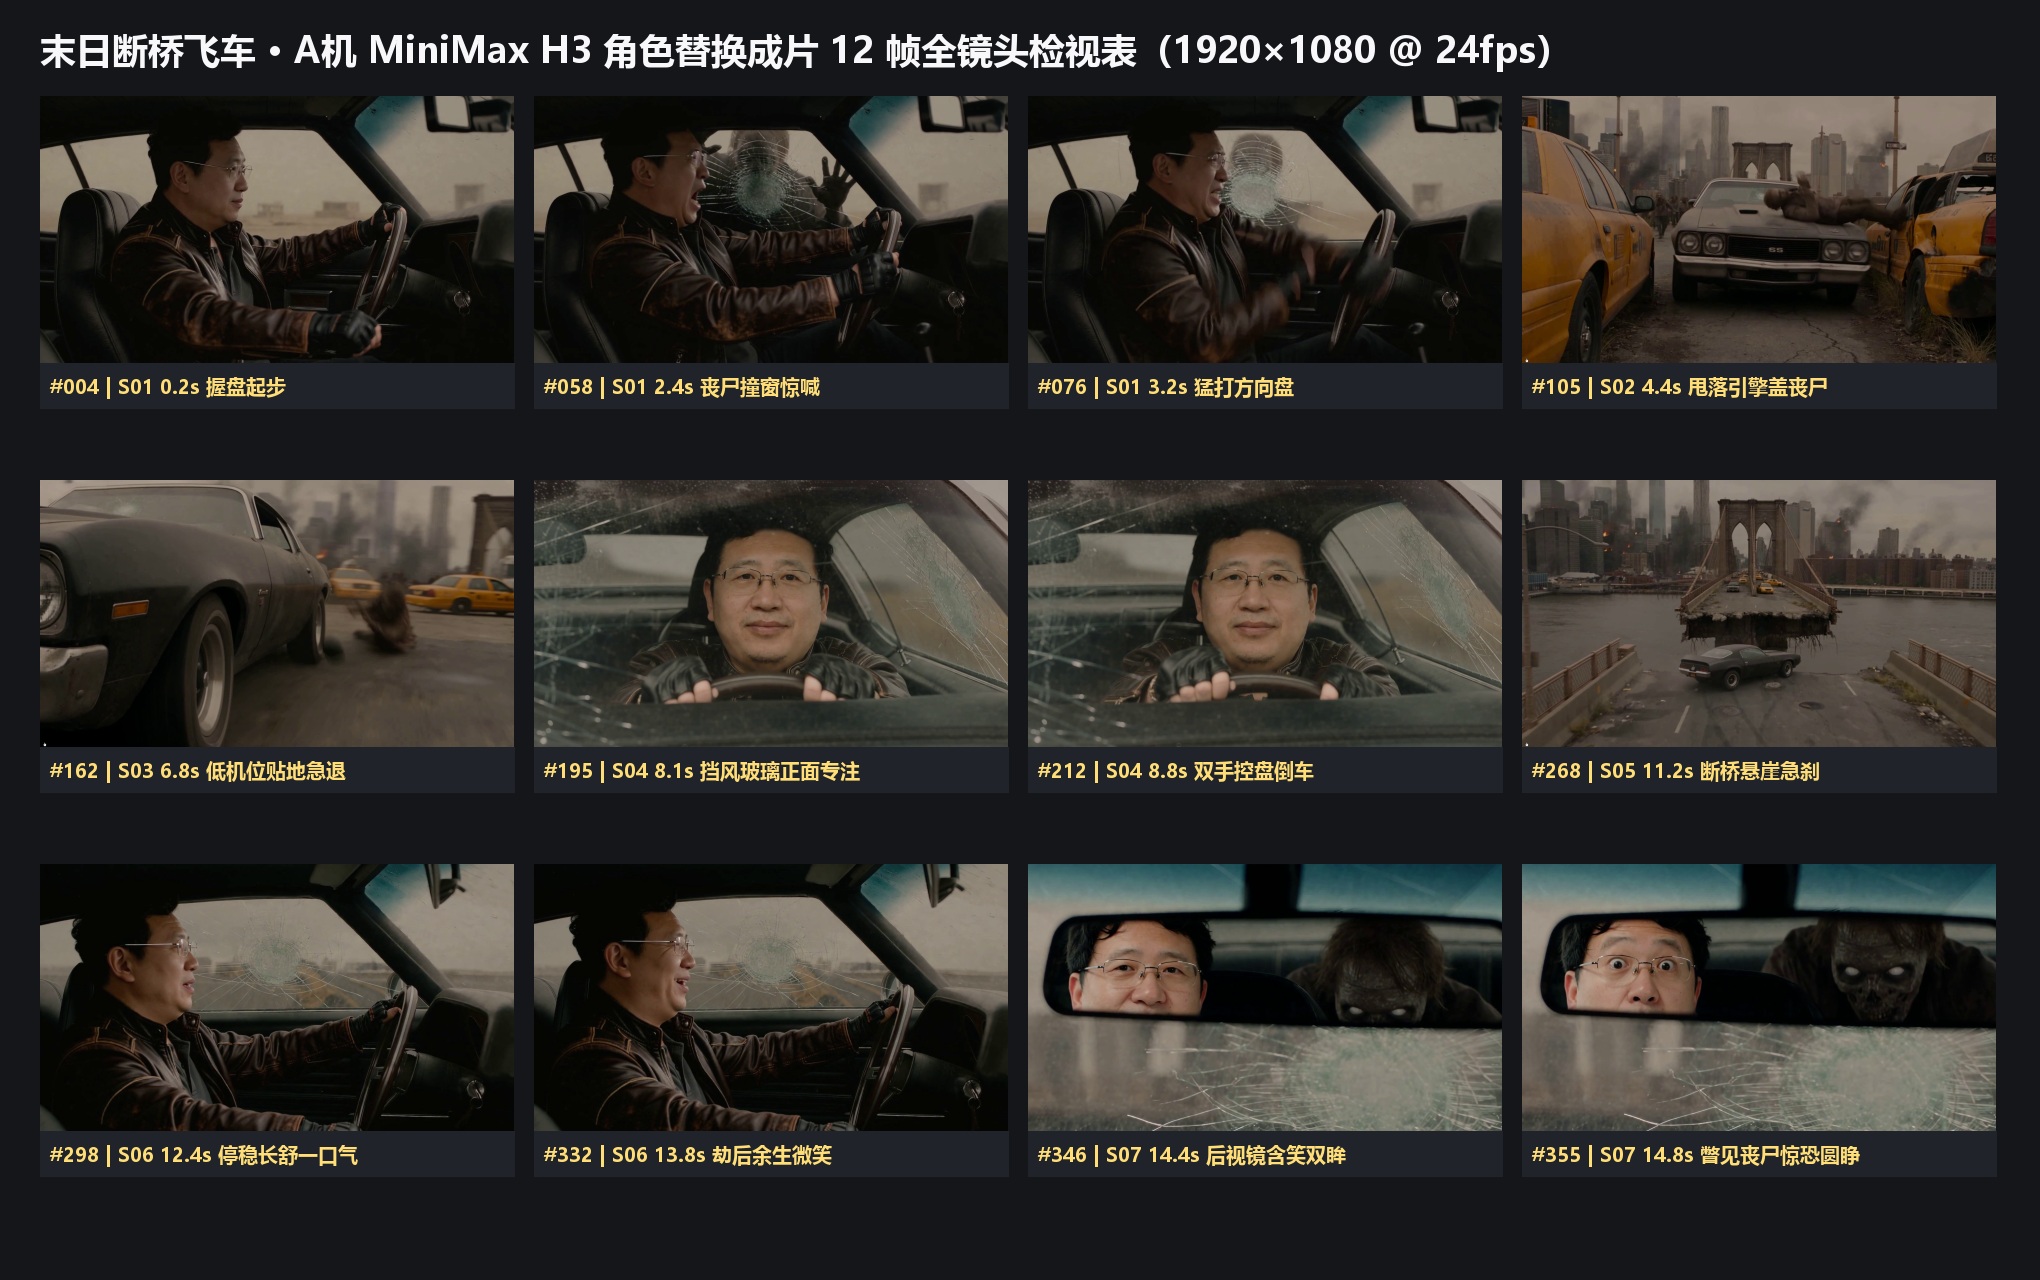 末日断桥飞车 • A机 MiniMax H3 角色替换成片 12 帧全镜头检视表（1920×1080 @ 24fps）
#004 | S01 0.2s 握盘起步
#058 | S01 2.4s 丧尸撞窗惊喊
#076 | S01 3.2s 猛打方向盘
SS
#105 | S02 4.4s 甩落引擎盖丧尸
#162 | S03 6.8s 低机位贴地急退
#195 | S04 8.1s 挡风玻璃正面专注
#212 | S04 8.8s 双手控盘倒车
#268 | S05 11.2s 断桥悬崖急刹
#298 | S06 12.4s 停稳长舒一口气
#332 | S06 13.8s 劫后余生微笑
#346 | S07 14.4s 后视镜含笑双眸
#355 | S07 14.8s 瞥见丧尸惊恐圆睁